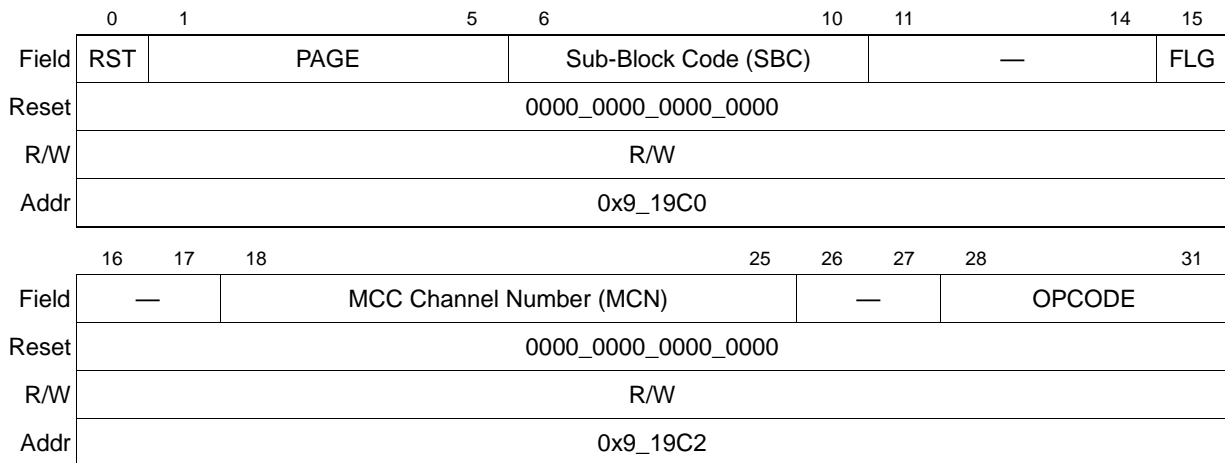 0 1 5 6 10 11 14 15
Field RST PAGE Sub-Block Code (SBC) — FLG
Reset 0000_0000_0000_0000
R/W R/W
Addr 0x9_19C0
16 17 18 25 26 27 28 31
Field — MCC Channel Number (MCN) — OPCODE
Reset 0000_0000_0000_0000
R/W R/W
Addr 0x9_19C2